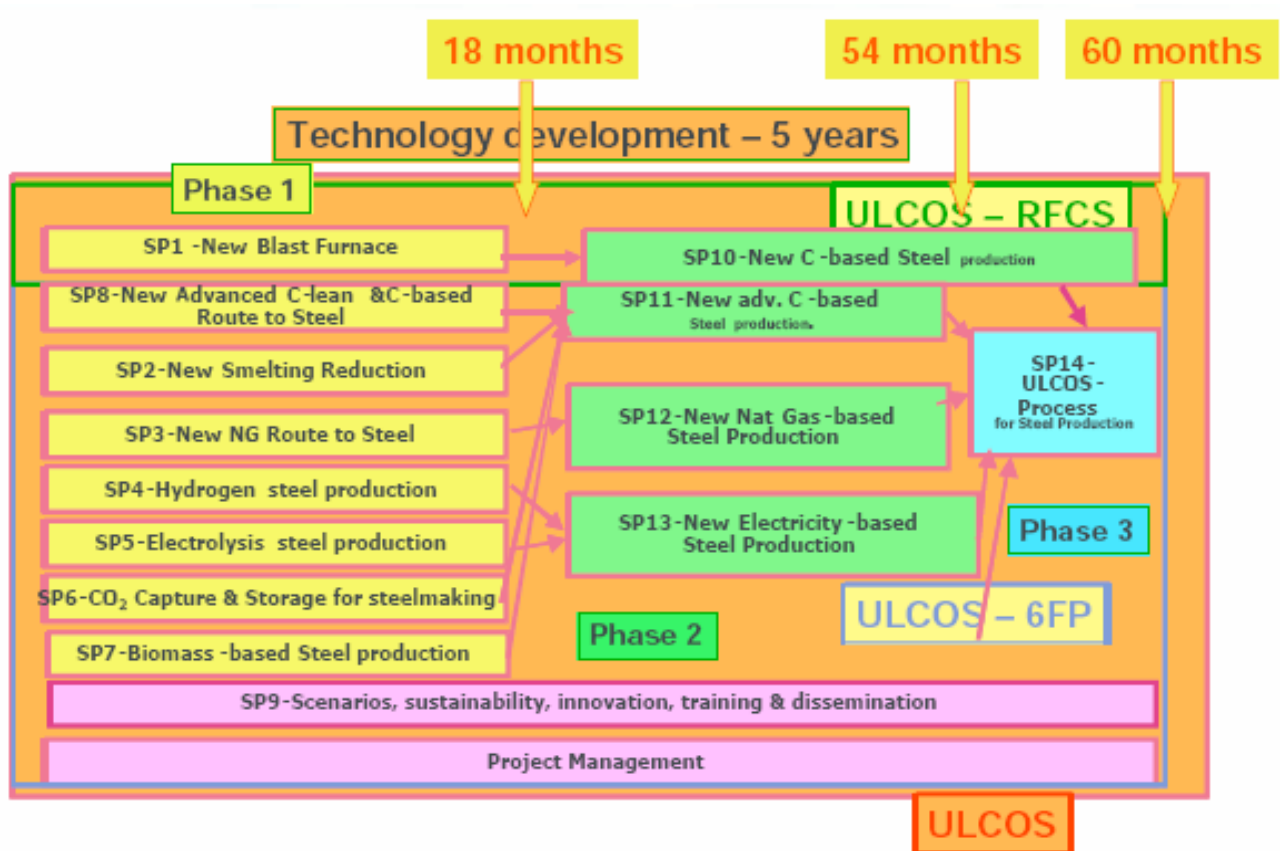 18 months
54 months
60 months
Technology development – 5 years
Phase 1
ULCOS – RFCS
SP1 -New Blast Furnace
SP10-New C -based Steel production
SP8-New Advanced C-lean &C-based
Route to Steel
SP11-New adv. C -based
Steel production.
SP2-New Smelting Reduction
SP14-
ULCOS -
Process
for Steel Production
SP3-New NG Route to Steel
SP12-New Nat Gas -based
Steel Production
SP4-Hydrogen steel production
SP5-Electrolysis steel production
SP13-New Electricity -based
Steel Production
Phase 3
SP6-CO₂ Capture & Storage for steelmaking
ULCOS – 6FP
Phase 2
SP7-Biomass -based Steel production
SP9-Scenarios, sustainability, innovation, training & dissemination
Project Management
ULCOS